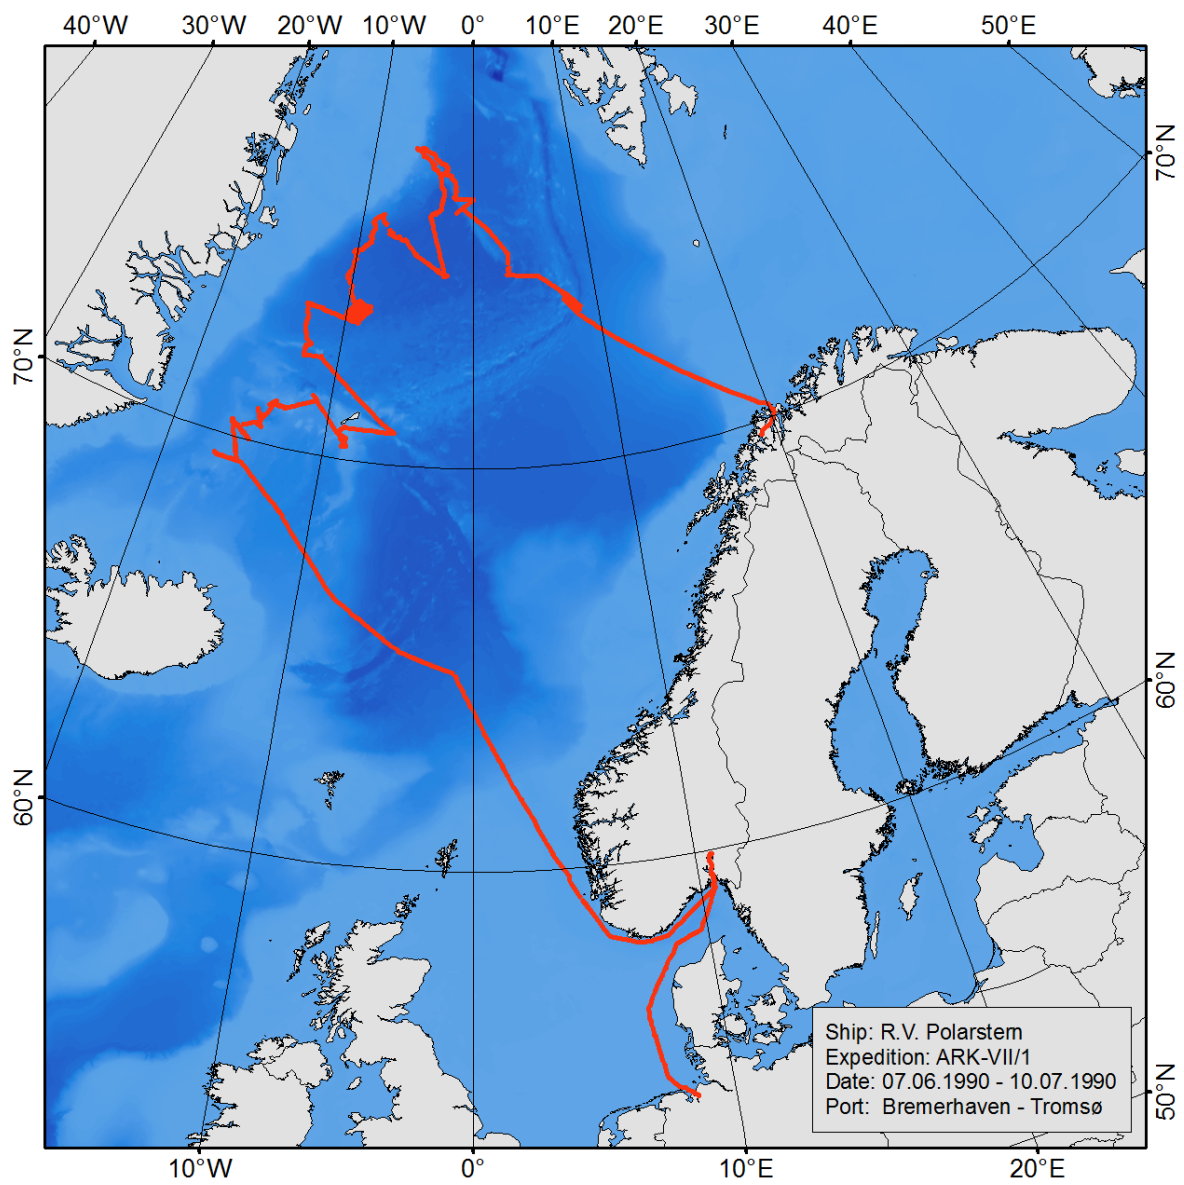 40°W 30°W 20°W 10°W 0° 10°E 20°E 30°E 40°E 50°E
70°N
70°N
60°N
60°N
Ship: R.V. Polarstern
Expedition: ARK-VII/1
Date: 07.06.1990 - 10.07.1990
Port: Bremerhaven - Tromsø
50°N
10°W 0° 10°E 20°E